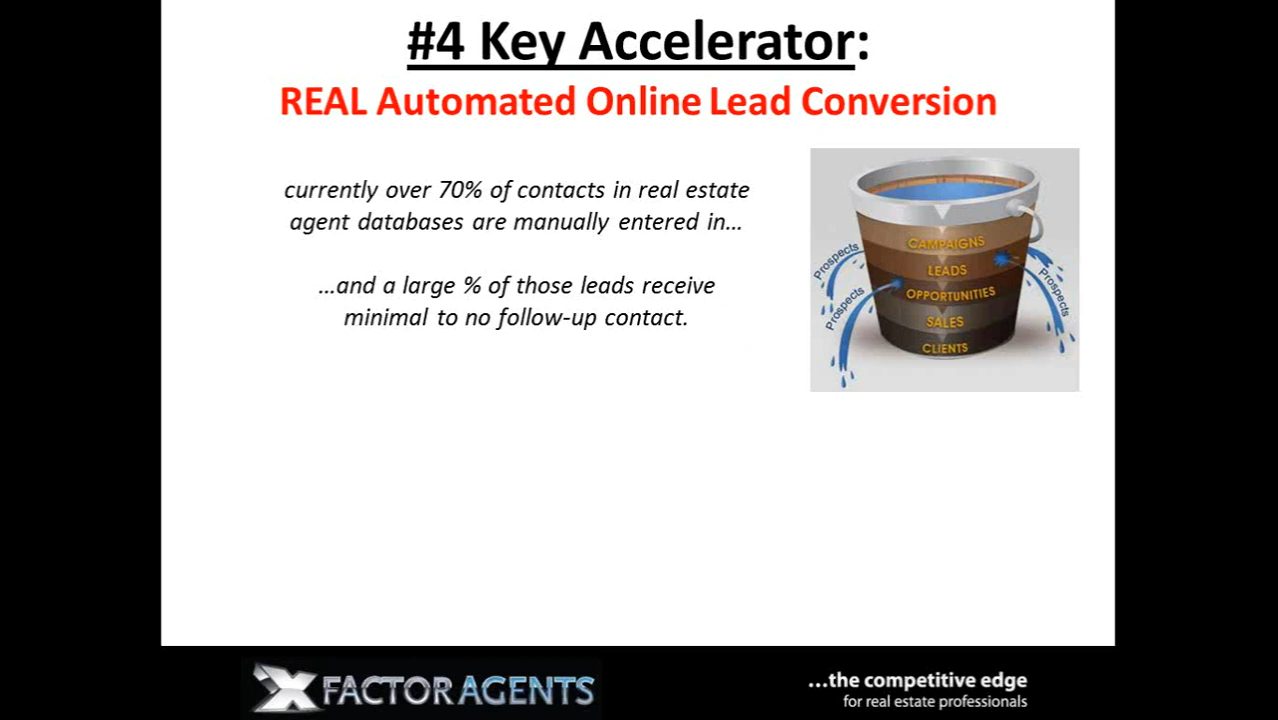 #4 Key Accelerator:
REAL Automated Online Lead Conversion
currently over 70% of contacts in real estate
agent databases are manually entered in…
…and a large % of those leads receive
minimal to no follow-up contact.
CAMPAIGNS
LEADS
OPPORTUNITIES
SALES
CLIENTS
Prospects
Prospects
Prospects
X FACTOR AGENTS
…the competitive edge
for real estate professionals